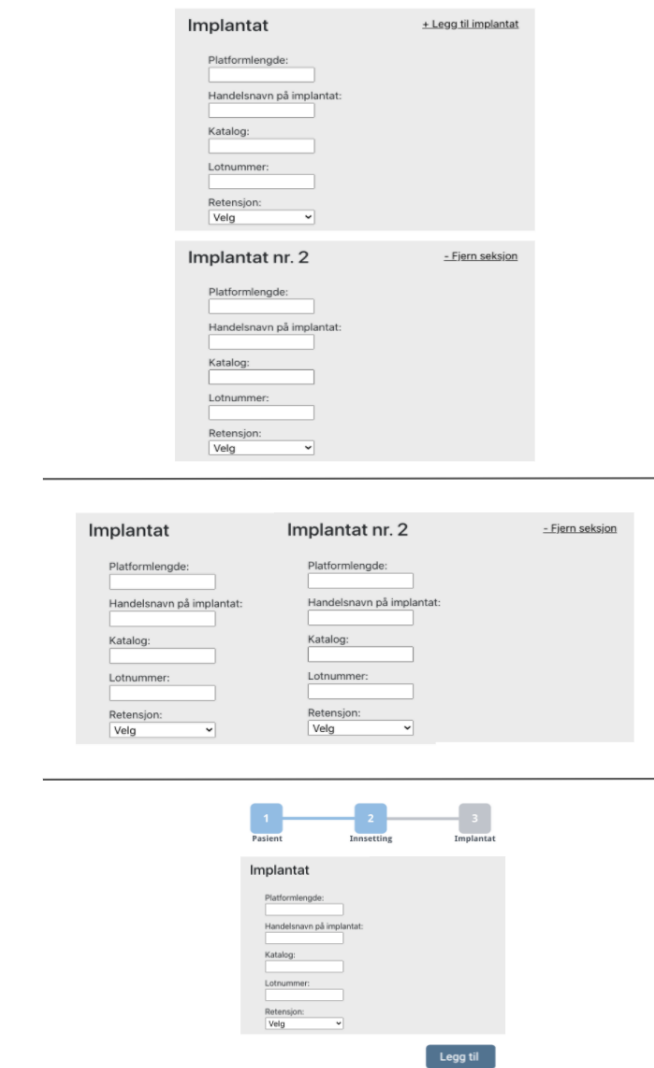 Implantat
+ Legg til implantat
Platformlengde:
Handelsnavn på implantat:
Katalog:
Lotnummer:
Retensjon:
Velg
Implantat nr. 2
- Fjern seksjon
Platformlengde:
Handelsnavn på implantat:
Katalog:
Lotnummer:
Retensjon:
Velg
Implantat
Platformlengde:
Handelsnavn på implantat:
Katalog:
Lotnummer:
Retensjon:
Velg
Implantat nr. 2
- Fjern seksjon
Platformlengde:
Handelsnavn på implantat:
Katalog:
Lotnummer:
Retensjon:
Velg
1 2 3
Pasient Innsetting Implantat
Implantat
Platformlengde:
Handelsnavn på implantat:
Katalog:
Lotnummer:
Retensjon:
Velg
Legg til